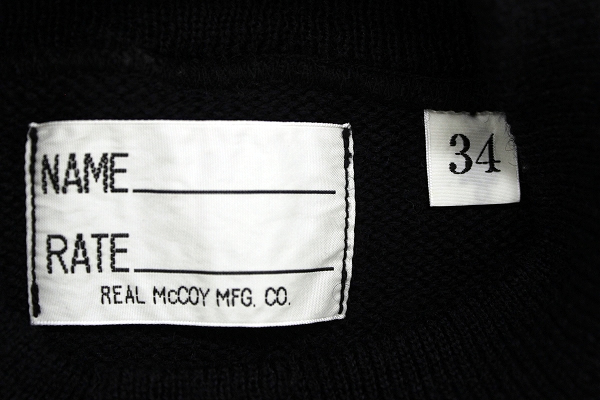 NAME
RATE
REAL McCOY MFG. CO.
34